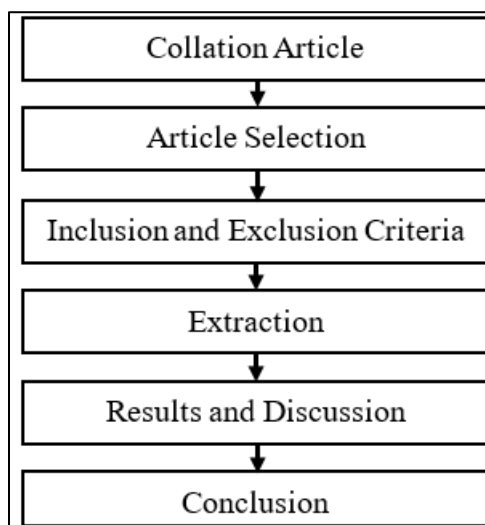 Collation Article
Article Selection
Inclusion and Exclusion Criteria
Extraction
Results and Discussion
Conclusion